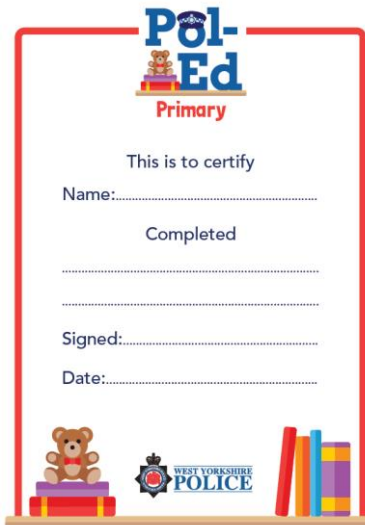 Pol-
Ed
Primary
This is to certify
Name:..............................................................
Completed
................................................................................
................................................................................
Signed:............................................................
Date:.................................................................
WEST YORKSHIRE
POLICE